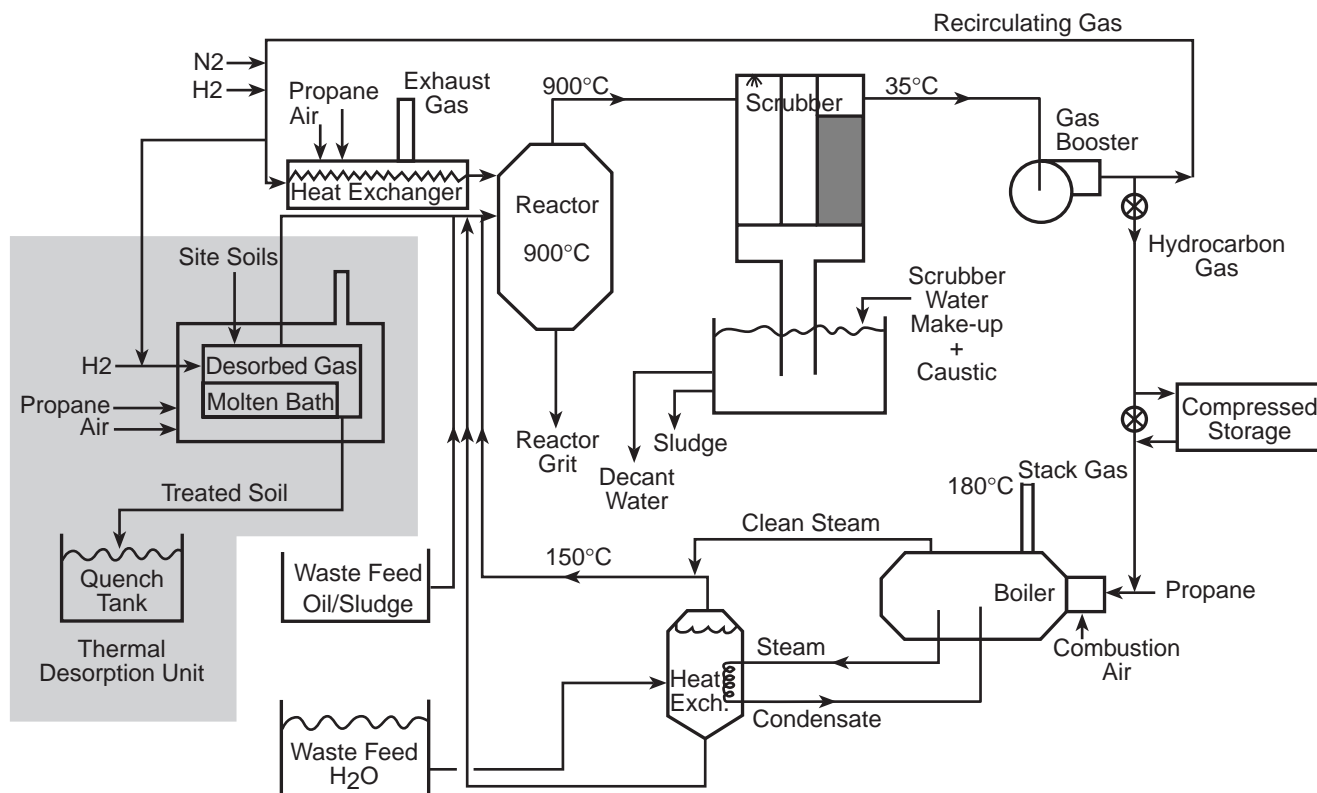 Recirculating Gas
N2
H2
Propane
Air
Exhaust
Gas
900°C
Scrubber
35°C
Gas
Booster
Heat Exchanger
Reactor
900°C
Hydrocarbon
Gas
Site Soils
Scrubber
Water
Make-up
+
Caustic
H2
Desorbed Gas
Molten Bath
Propane
Air
Compressed
Storage
Reactor
Grit
Sludge
Decant
Water
Treated Soil
Stack Gas
180°C
Clean Steam
150°C
Quench
Tank
Waste Feed
Oil/Sludge
Boiler
Propane
Thermal
Desorption Unit
Steam
Combustion
Air
Heat
Exch.
Condensate
Waste Feed
H2O